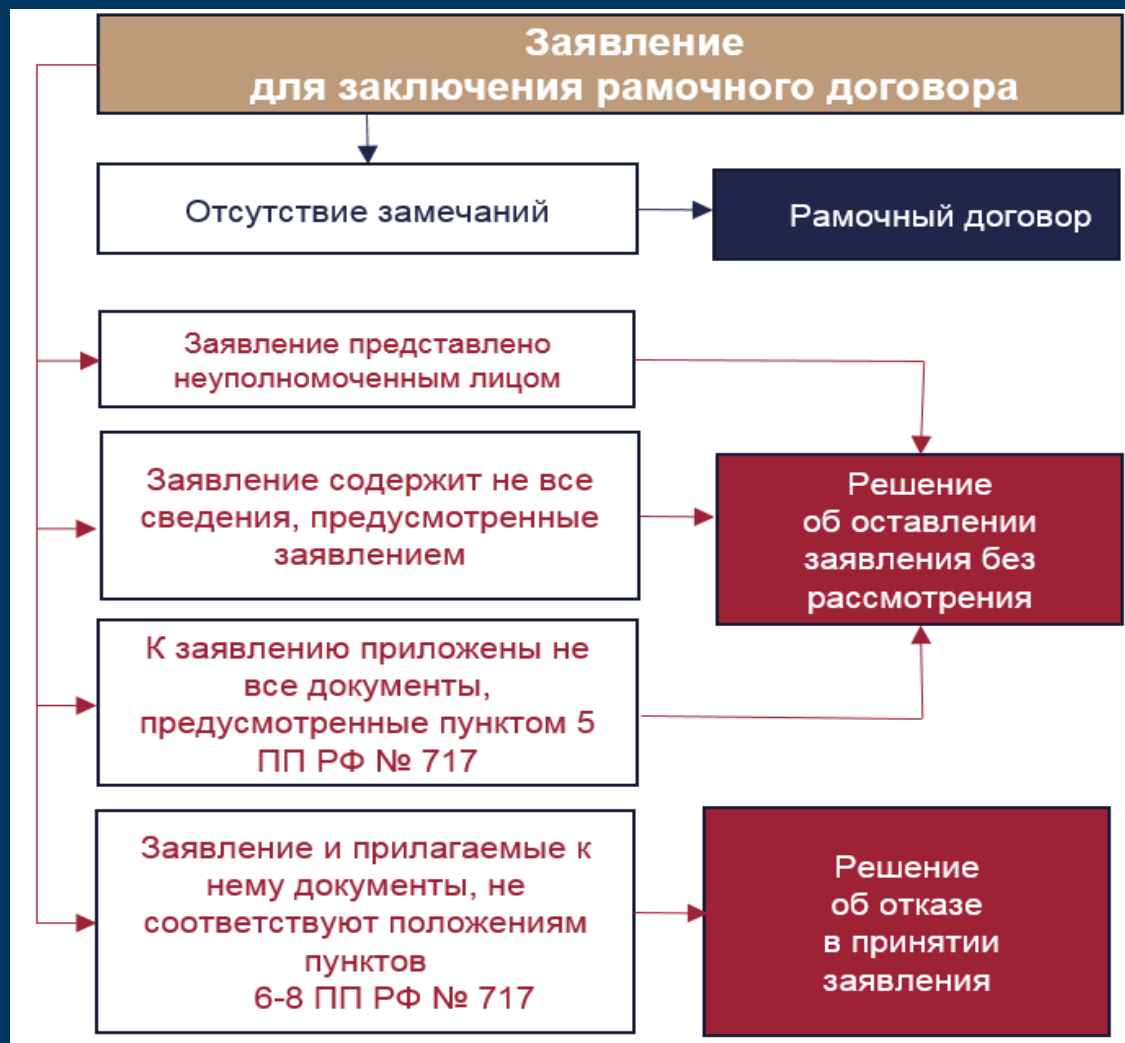 Заявление
для заключения рамочного договора
Отсутствие замечаний
Рамочный договор
Заявление представлено
неуполномоченным лицом
Заявление содержит не все
сведения, предусмотренные
заявлением
Решение
об оставлении
заявления без
рассмотрения
К заявлению приложены не
все документы,
предусмотренные пунктом 5
ПП РФ № 717
Заявление и прилагаемые к
нему документы, не
соответствуют положениям
пунктов
6-8 ПП РФ № 717
Решение
об отказе
в принятии
заявления